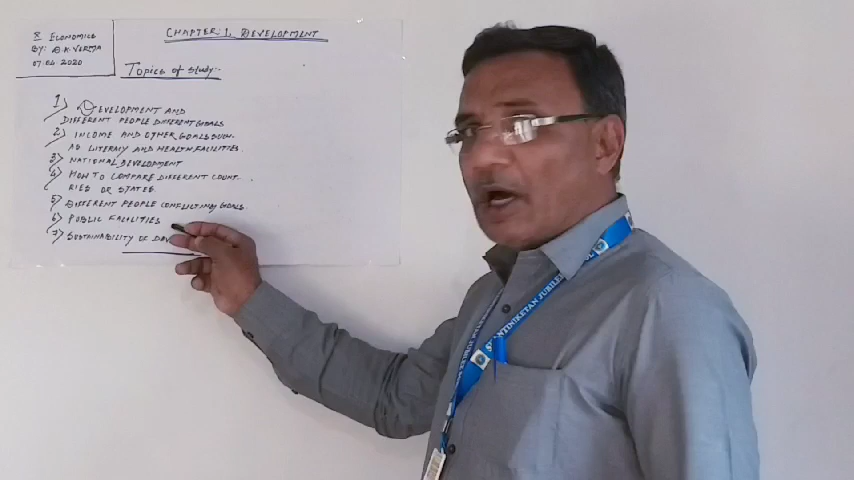 X ECONOMICS
BY: D.K. VERMA
07.04.2020
CHAPTER: 1. DEVELOPMENT
Topics of study:-
1) DEVELOPMENT AND
DIFFERENT PEOPLE DIFFERENT GOALS
2) INCOME AND OTHER GOALS SUCH
AS LITERACY AND HEALTH FACILITIES.
3) NATIONAL DEVELOPMENT
4) HOW TO COMPARE DIFFERENT COUNT-
RIES OR STATES.
5) DIFFERENT PEOPLE CONFLICTING GOALS.
6) PUBLIC FACILITIES
7) SUSTAINABILITY OF DEV
SHANTINIKETAN JUBILEE